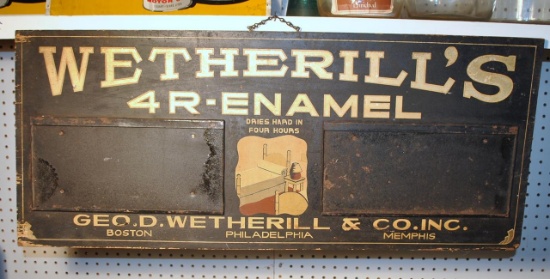 WETHERILL'S
4R-ENAMEL
DRIES HARD IN
FOUR HOURS
GEO.D.WETHERILL & CO.INC.
BOSTON PHILADELPHIA MEMPHIS